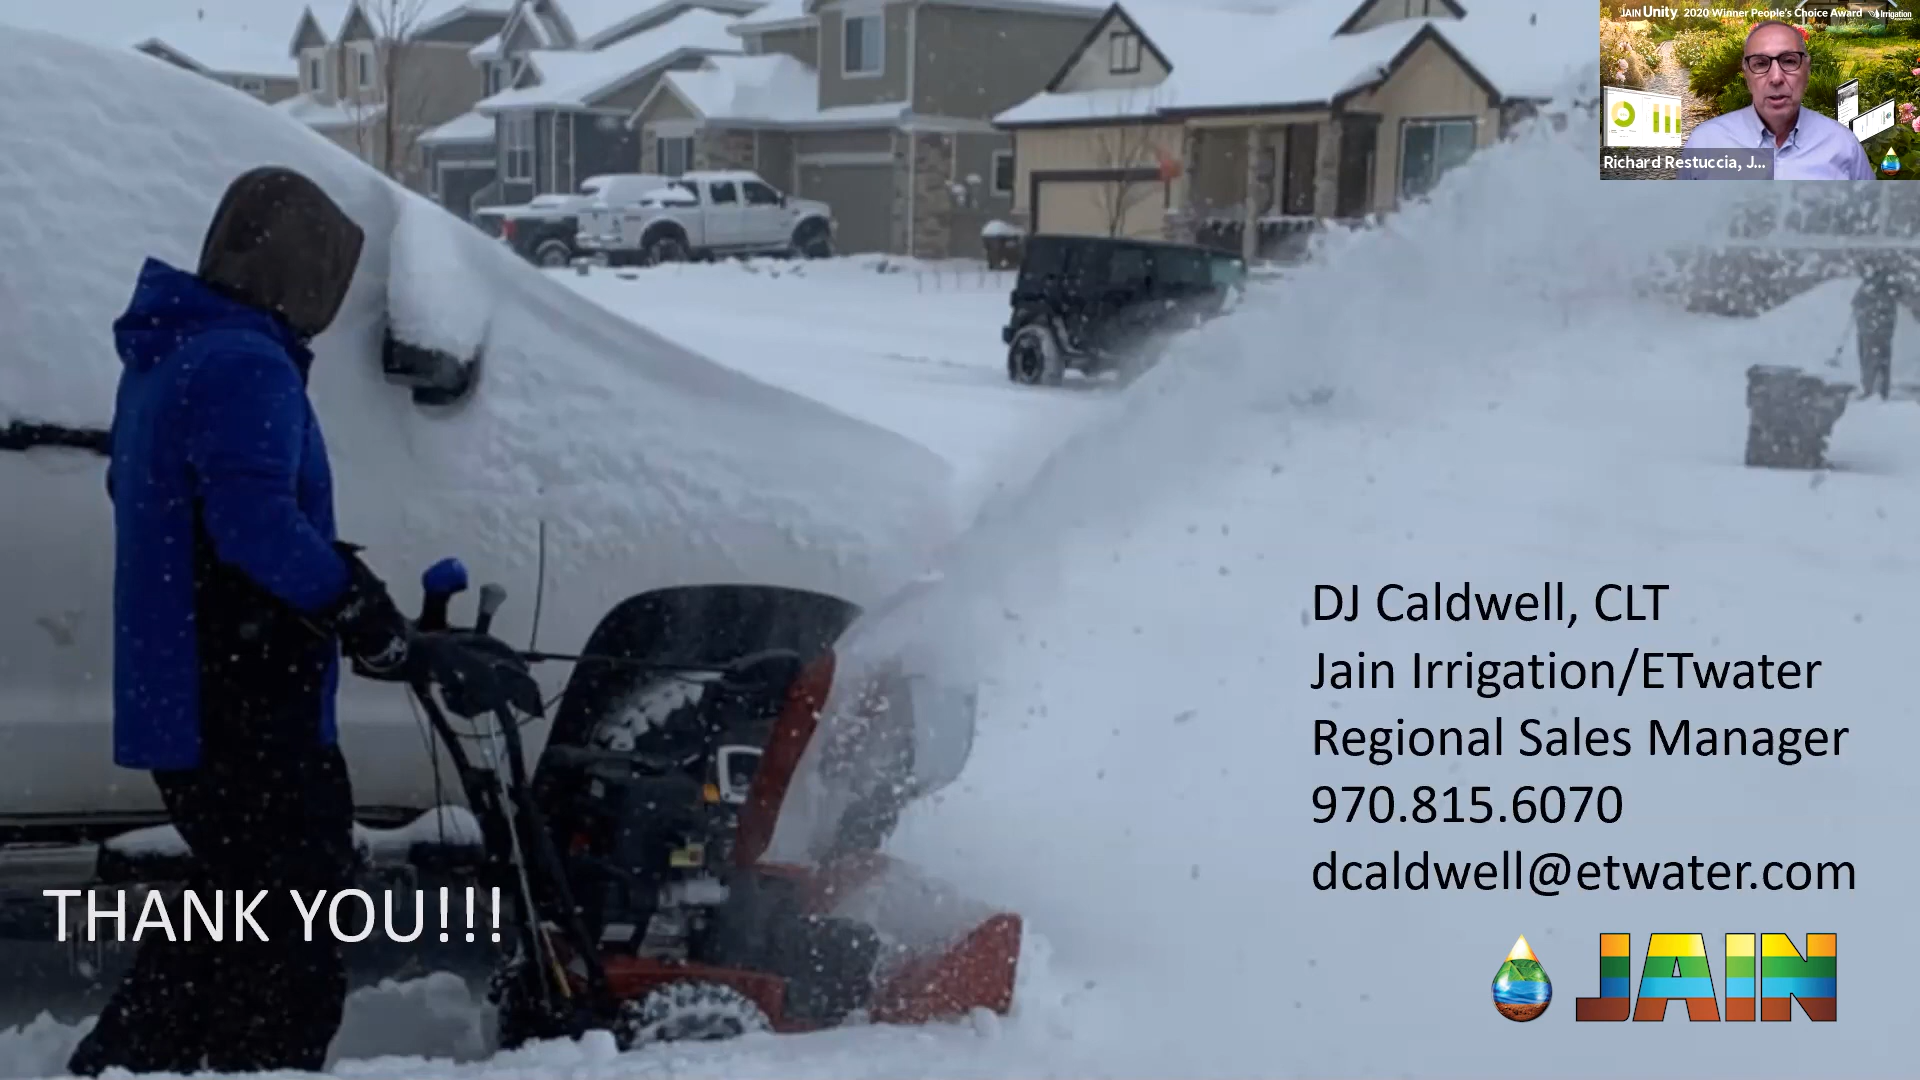 JAIN Unity. 2020 Winner People's Choice Award Irrigation
Richard Restuccia, J...
DJ Caldwell, CLT
Jain Irrigation/ETwater
Regional Sales Manager
970.815.6070
dcaldwell@etwater.com
THANK YOU!!!
JAIN